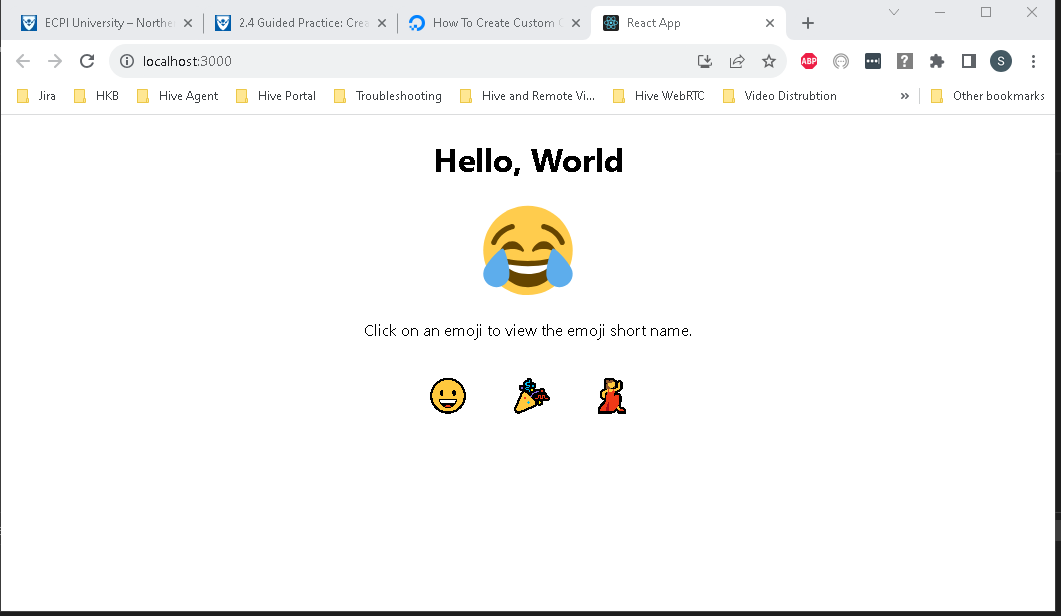 ECPI University – Norther
2.4 Guided Practice: Crea
How To Create Custom C
React App
localhost:3000
ABP
S
Jira
HKB
Hive Agent
Hive Portal
Troubleshooting
Hive and Remote Vi...
Hive WebRTC
Video Distrubtion
»
Other bookmarks
Hello, World
Click on an emoji to view the emoji short name.